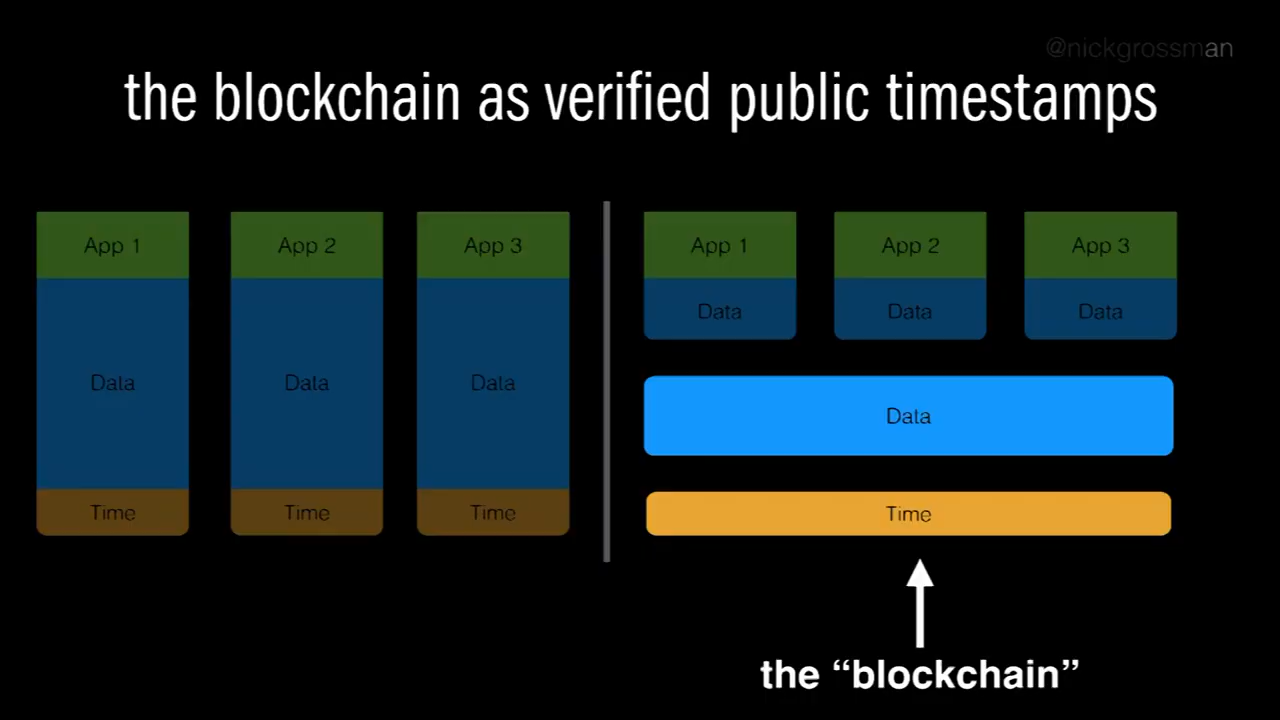 @nickgrossman
the blockchain as verified public timestamps
App 1 App 2 App 3 App 1 App 2 App 3
Data Data Data
Data Data Data
Data
Time Time Time Time
the “blockchain”